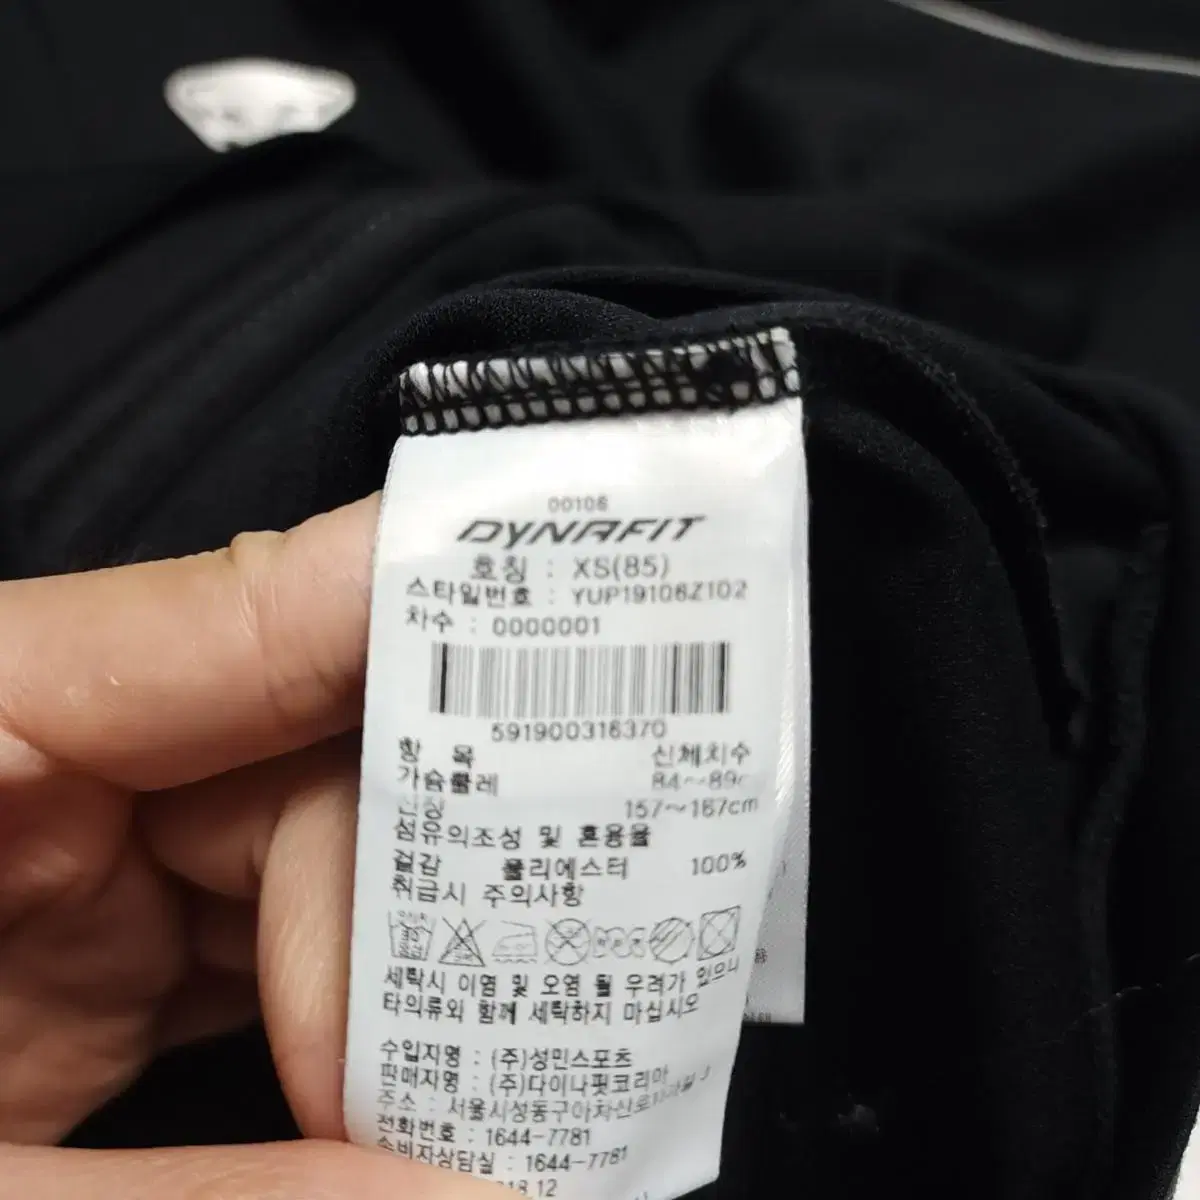 00106
DYNAFIT
호칭 : XS(85)
스타일번호 : YUP19106Z102
차수 : 0000001
591900316370
항 목 신체치수
가슴둘레 84~89c
신장 157~167cm
섬유의조성 및 혼용율
겉감 폴리에스터 100%
취급시 주의사항
세탁시 이염 및 오염 될 우려가 있으니
타의류와 함께 세탁하지 마십시오
수입자명 : (주)성민스포츠
판매자명 : (주)다이나핏코리아
주소 : 서울시성동구아차산로
전화번호 : 1644-7781
소비자상담실 : 1644-7781
18.12